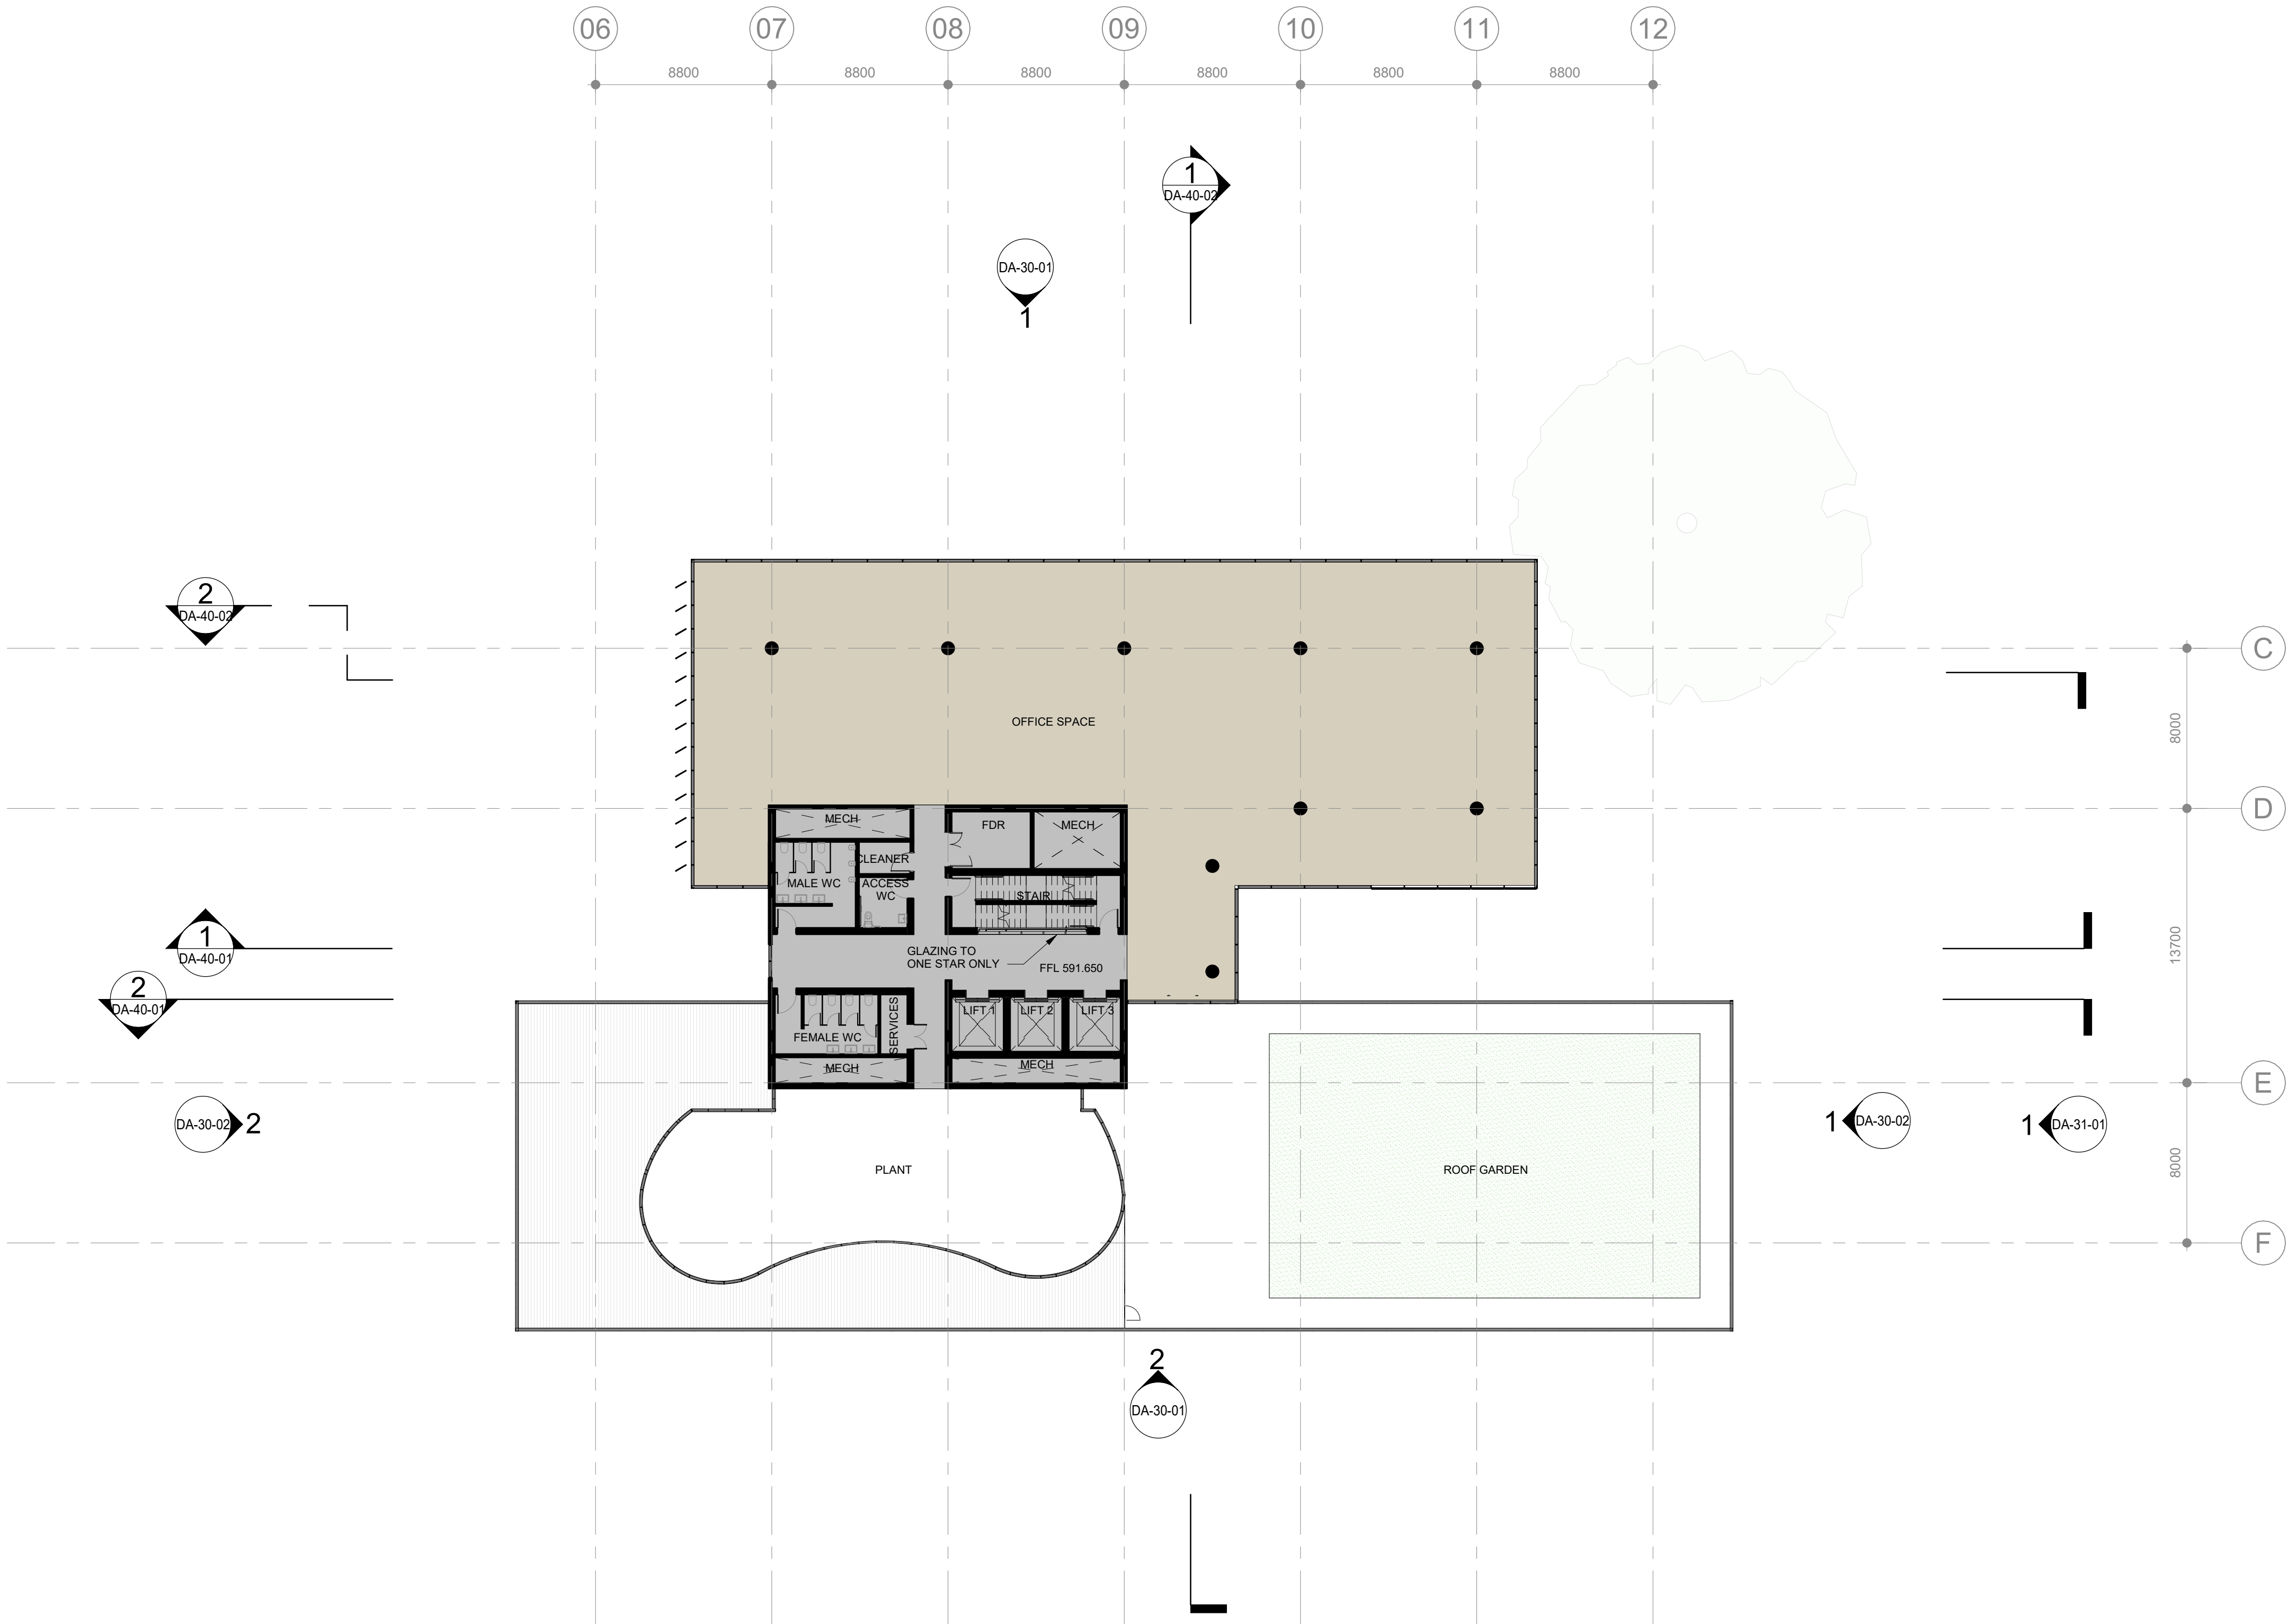 06 07 08 09 10 11 12
8800 8800 8800 8800 8800 8800
1
DA-40-02
DA-30-01
1
2
DA-40-02
C
OFFICE SPACE
8000
D
MECH
FDR
MECH
CLEANER
MALE WC
ACCESS
WC
STAIR
1
DA-40-01
GLAZING TO
ONE STAR ONLY
FFL 591.650
13700
2
DA-40-01
LIFT 1
LIFT 2
LIFT 3
SERVICES
FEMALE WC
MECH
MECH
E
DA-30-02
2
1
DA-30-02
1
DA-31-01
PLANT
ROOF GARDEN
8000
F
2
DA-30-01